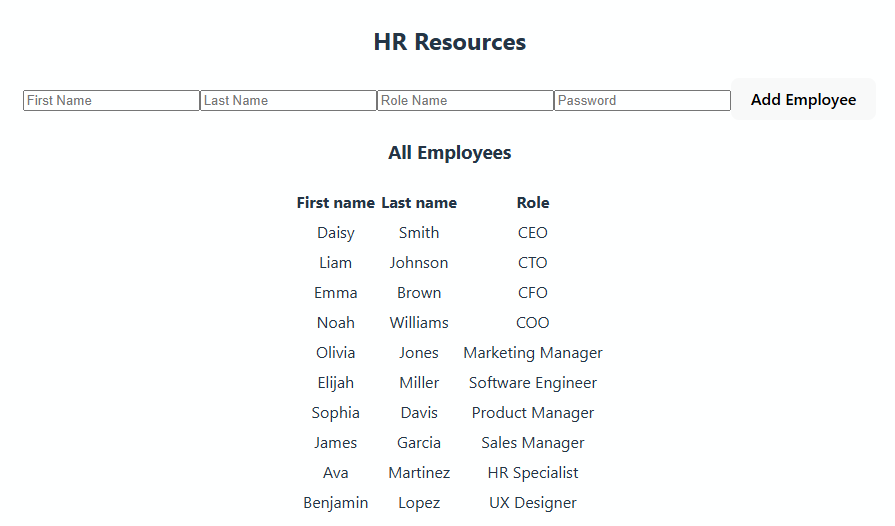 HR Resources
First Name Last Name Role Name Password Add Employee
All Employees
First name Last name Role
Daisy Smith CEO
Liam Johnson CTO
Emma Brown CFO
Noah Williams COO
Olivia Jones Marketing Manager
Elijah Miller Software Engineer
Sophia Davis Product Manager
James Garcia Sales Manager
Ava Martinez HR Specialist
Benjamin Lopez UX Designer